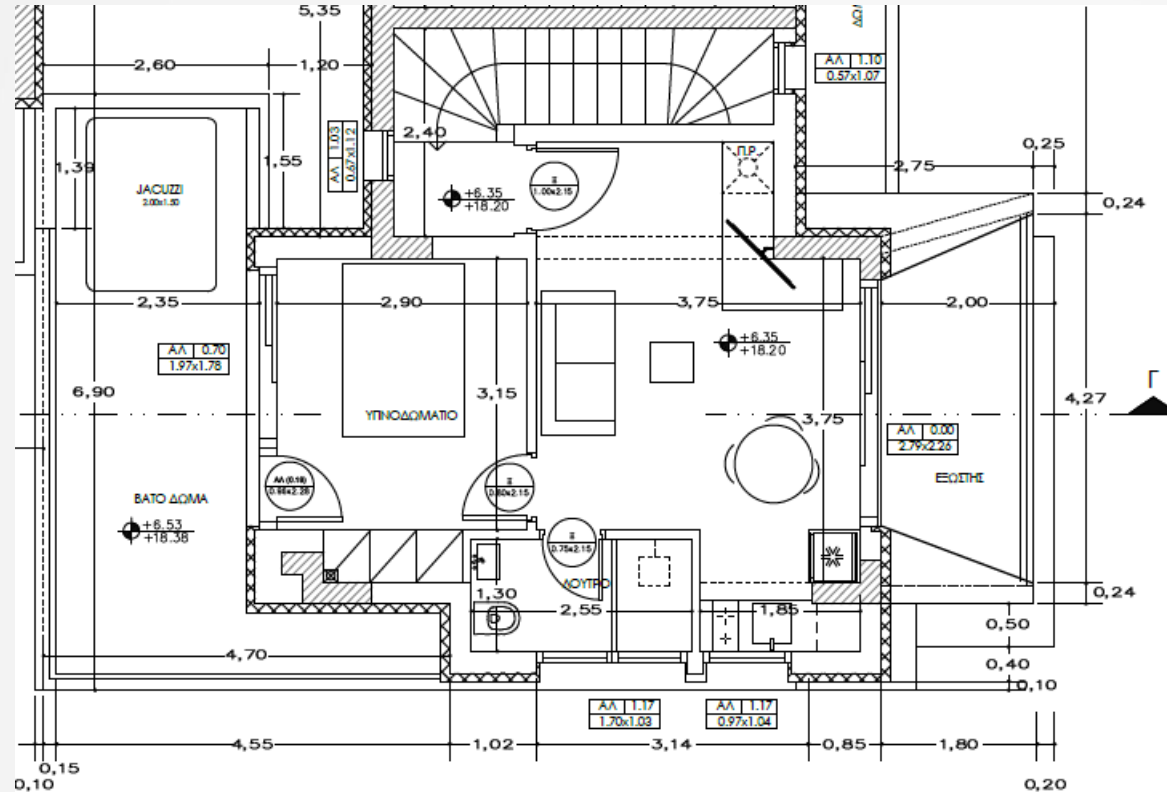 5,35
ΔΩΜ
2,60
1,20
ΑΛ 1.10
0.57x1.07
2,40
ΑΛ 1.03
0.67x1.12
Π.Ρ.
0,25
1,39
1,55
2,75
JACUZZI
2.00x1.50
+6.35
+18.20
Ξ
1.00x2.15
0,24
2,35
2,90
3,75
2,00
+6.35
+18.20
ΑΛ 0.70
1.97x1.78
Γ
6,90
3,15
4,27
ΥΠΝΟΔΩΜΑΤΙΟ
3,75
ΑΛ 0.00
2.79x2.26
ΕΞΩΣΤΗΣ
ΑΛ (0.18)
Ξ
0.80x2.15
ΒΑΤΟ ΔΩΜΑ
+6.53
+18.38
Ξ
0.75x2.15
ΛΟΥΤΡΟ
1,30
2,55
1,85
0,24
0,50
4,70
0,40
0,10
ΑΛ 1.17
1.70x1.03
ΑΛ 1.17
0.97x1.04
4,55
1,02
3,14
0,85
1,80
0,15
0,10
0,20